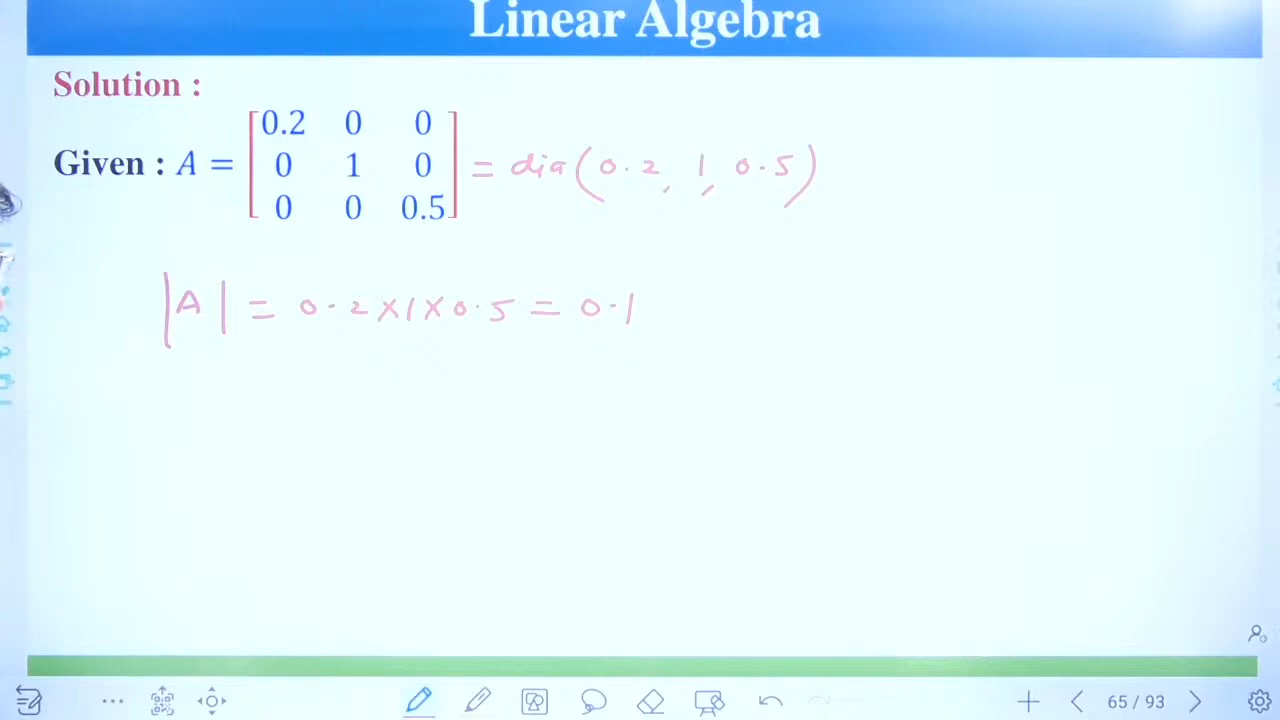 Linear Algebra
Solution :
Given : A = [0.2 0 0
0 1 0
0 0 0.5] = dia(0.2, 1, 0.5)
|A| = 0.2×1×0.5 = 0.1
65 / 93